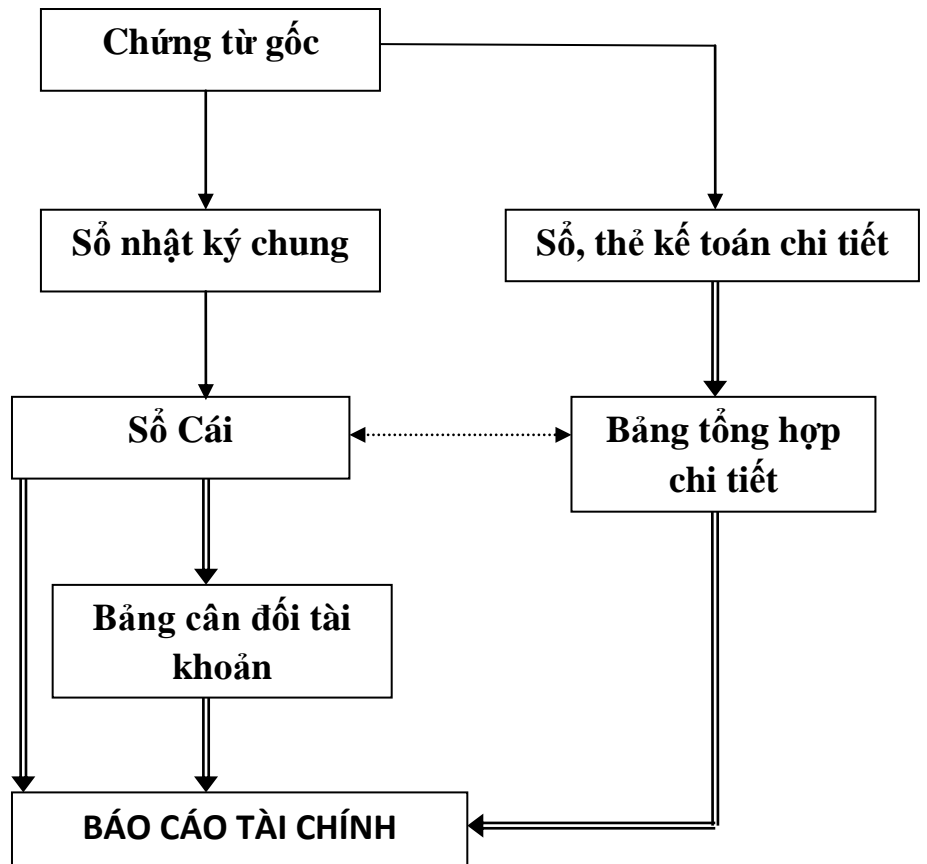 Chứng từ gốc
Sổ nhật ký chung
Sổ, thẻ kế toán chi tiết
Sổ Cái
Bảng tổng hợp
chi tiết
Bảng cân đối tài
khoản
BÁO CÁO TÀI CHÍNH